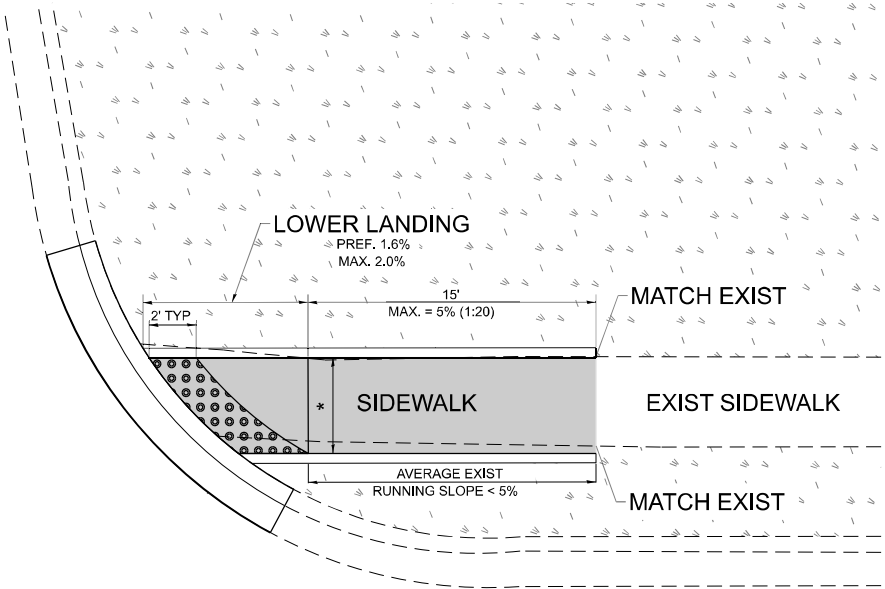 LOWER LANDING
PREF. 1.6%
MAX. 2.0%
15'
MAX. = 5% (1:20)
MATCH EXIST
2' TYP
*
SIDEWALK
EXIST SIDEWALK
AVERAGE EXIST
RUNNING SLOPE < 5%
MATCH EXIST